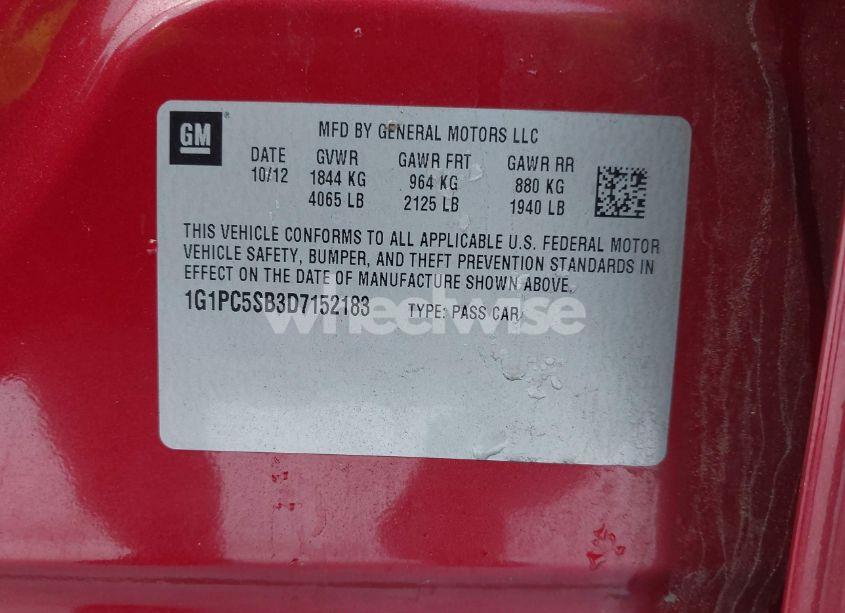 GM ® MFD BY GENERAL MOTORS LLC
DATE GVWR GAWR FRT GAWR RR
10/12 1844 KG 964 KG 880 KG
4065 LB 2125 LB 1940 LB
THIS VEHICLE CONFORMS TO ALL APPLICABLE U.S. FEDERAL MOTOR
VEHICLE SAFETY, BUMPER, AND THEFT PREVENTION STANDARDS IN
EFFECT ON THE DATE OF MANUFACTURE SHOWN ABOVE.
1G1PC5SB3D7152183 TYPE: PASS CAR
wheelwise